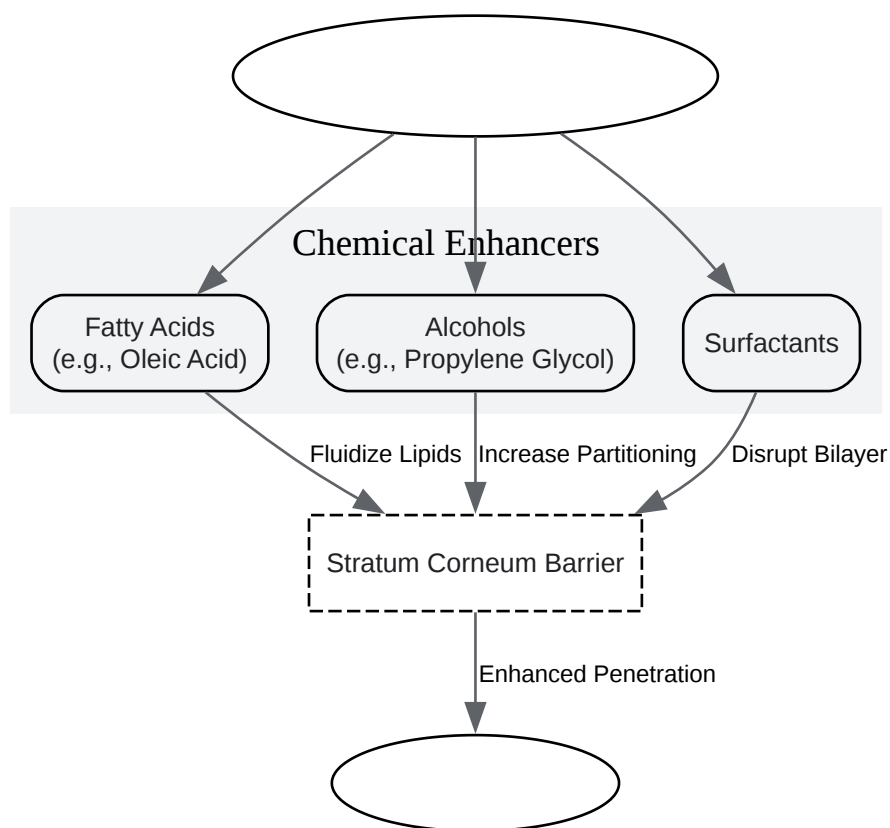 Chemical Enhancers
Fatty Acids
(e.g., Oleic Acid)
Alcohols
(e.g., Propylene Glycol)
Surfactants
Fluidize Lipids
Increase Partitioning
Disrupt Bilayer
Stratum Corneum Barrier
Enhanced Penetration